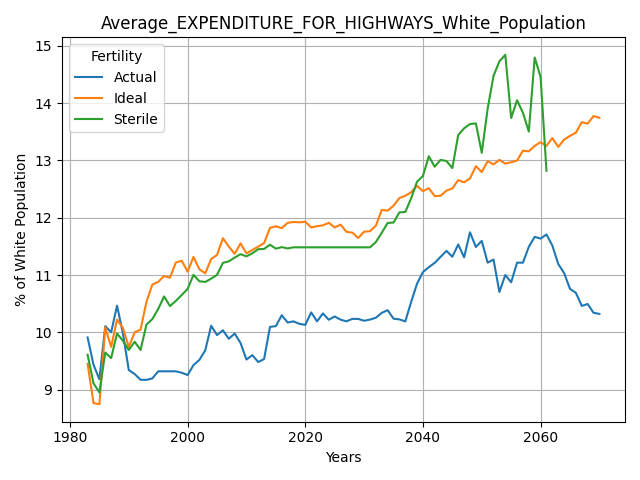 Average_EXPENDITURE_FOR_HIGHWAYS_White_Population
% of White Population
15
14
13
12
11
10
9
Fertility
Actual
Ideal
Sterile
1980
2000
2020
2040
2060
Years